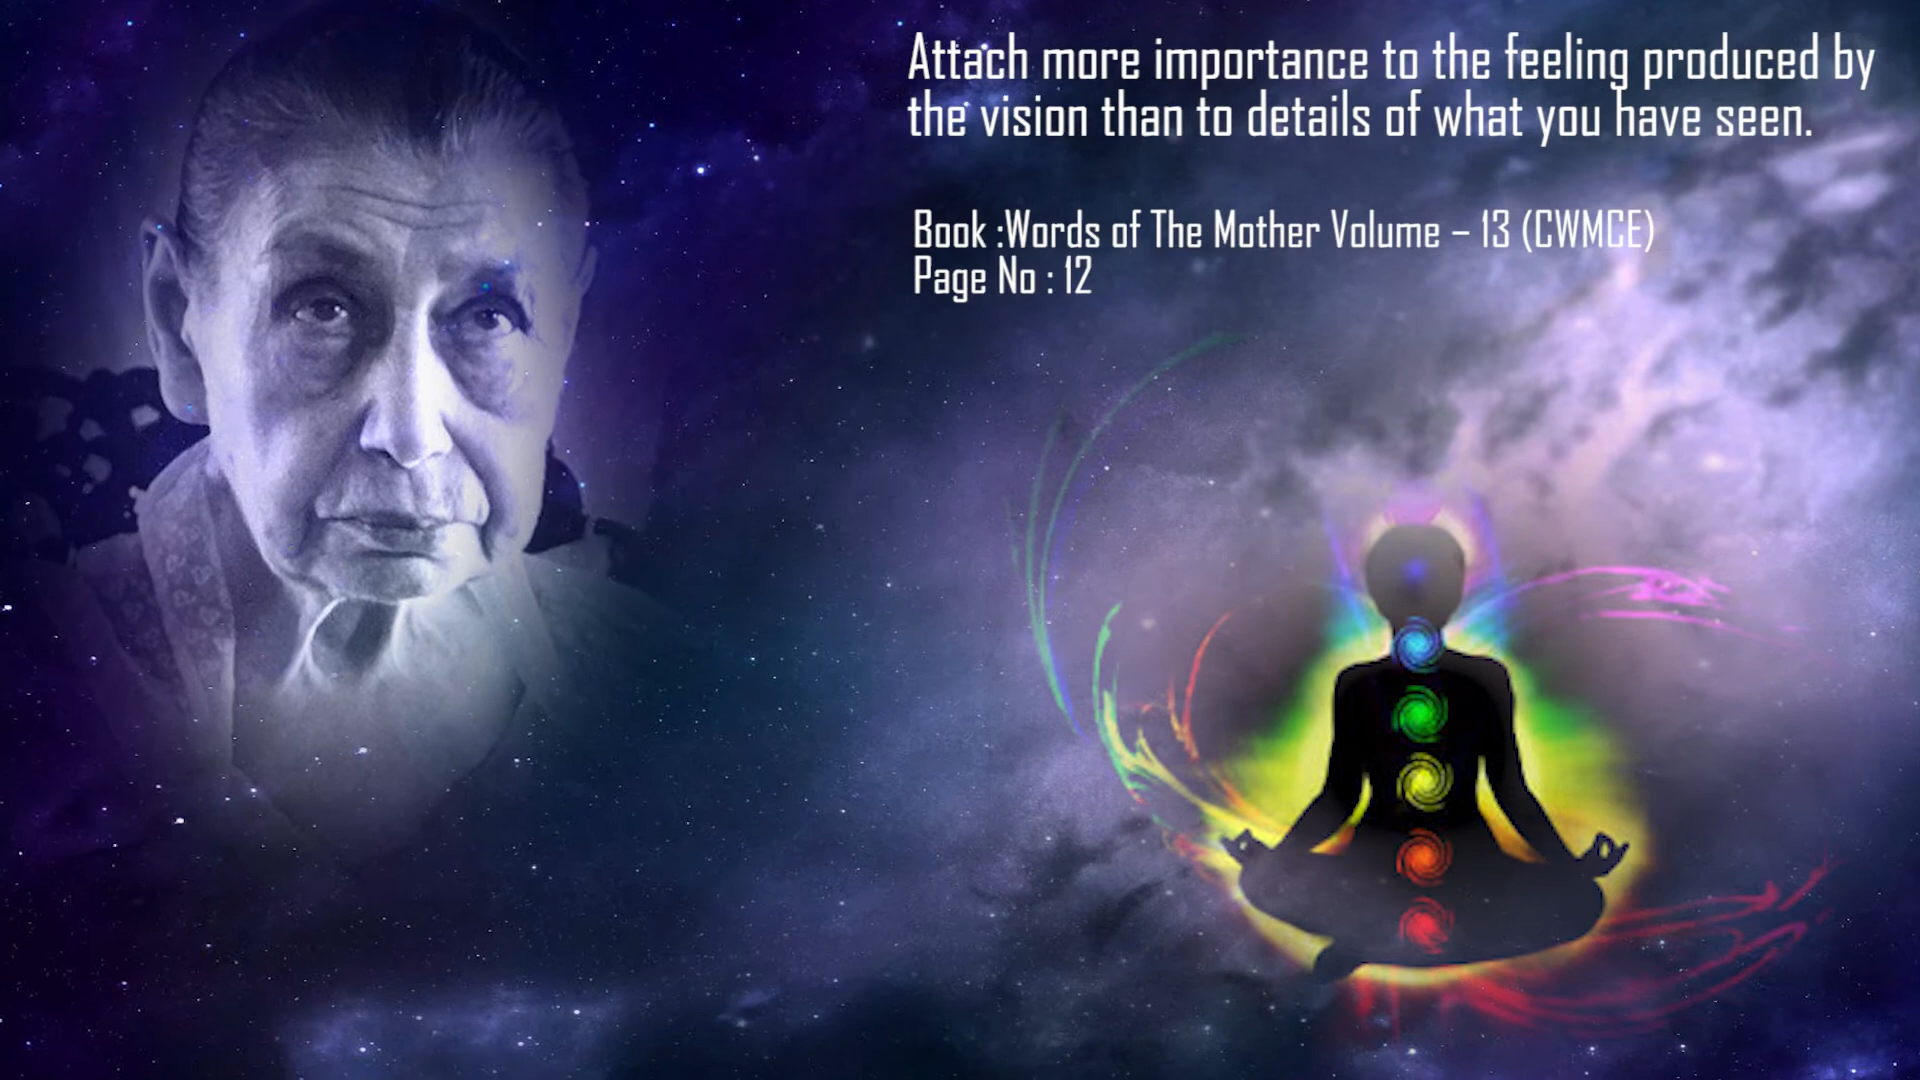 Attach more importance to the feeling produced by
the vision than to details of what you have seen.
Book :Words of The Mother Volume – 13 (CWMCE)
Page No : 12